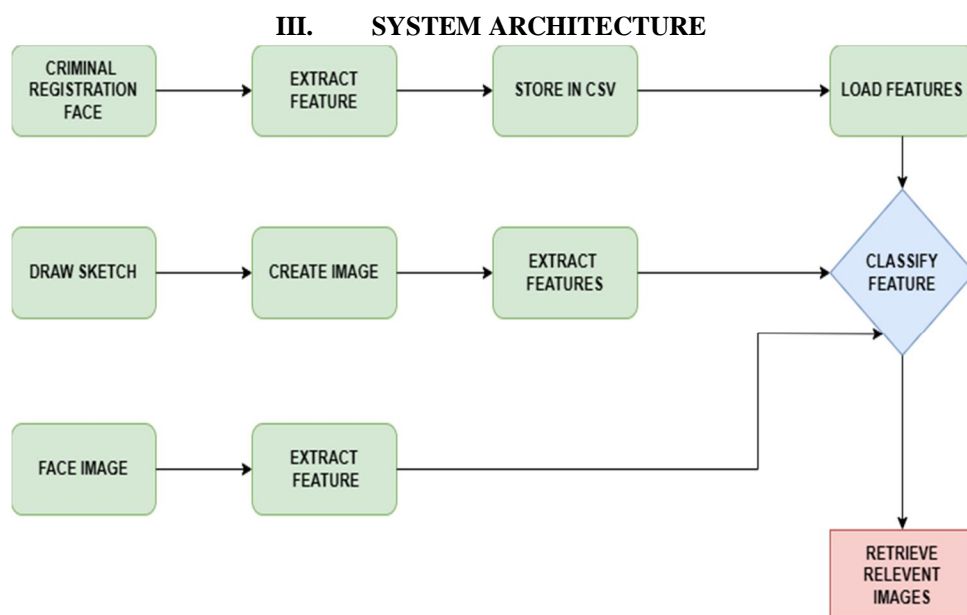 III. SYSTEM ARCHITECTURE
CRIMINAL
REGISTRATION
FACE
EXTRACT
FEATURE
STORE IN CSV
LOAD FEATURES
DRAW SKETCH
CREATE IMAGE
EXTRACT
FEATURES
CLASSIFY
FEATURE
FACE IMAGE
EXTRACT
FEATURE
RETRIEVE
RELEVENT
IMAGES